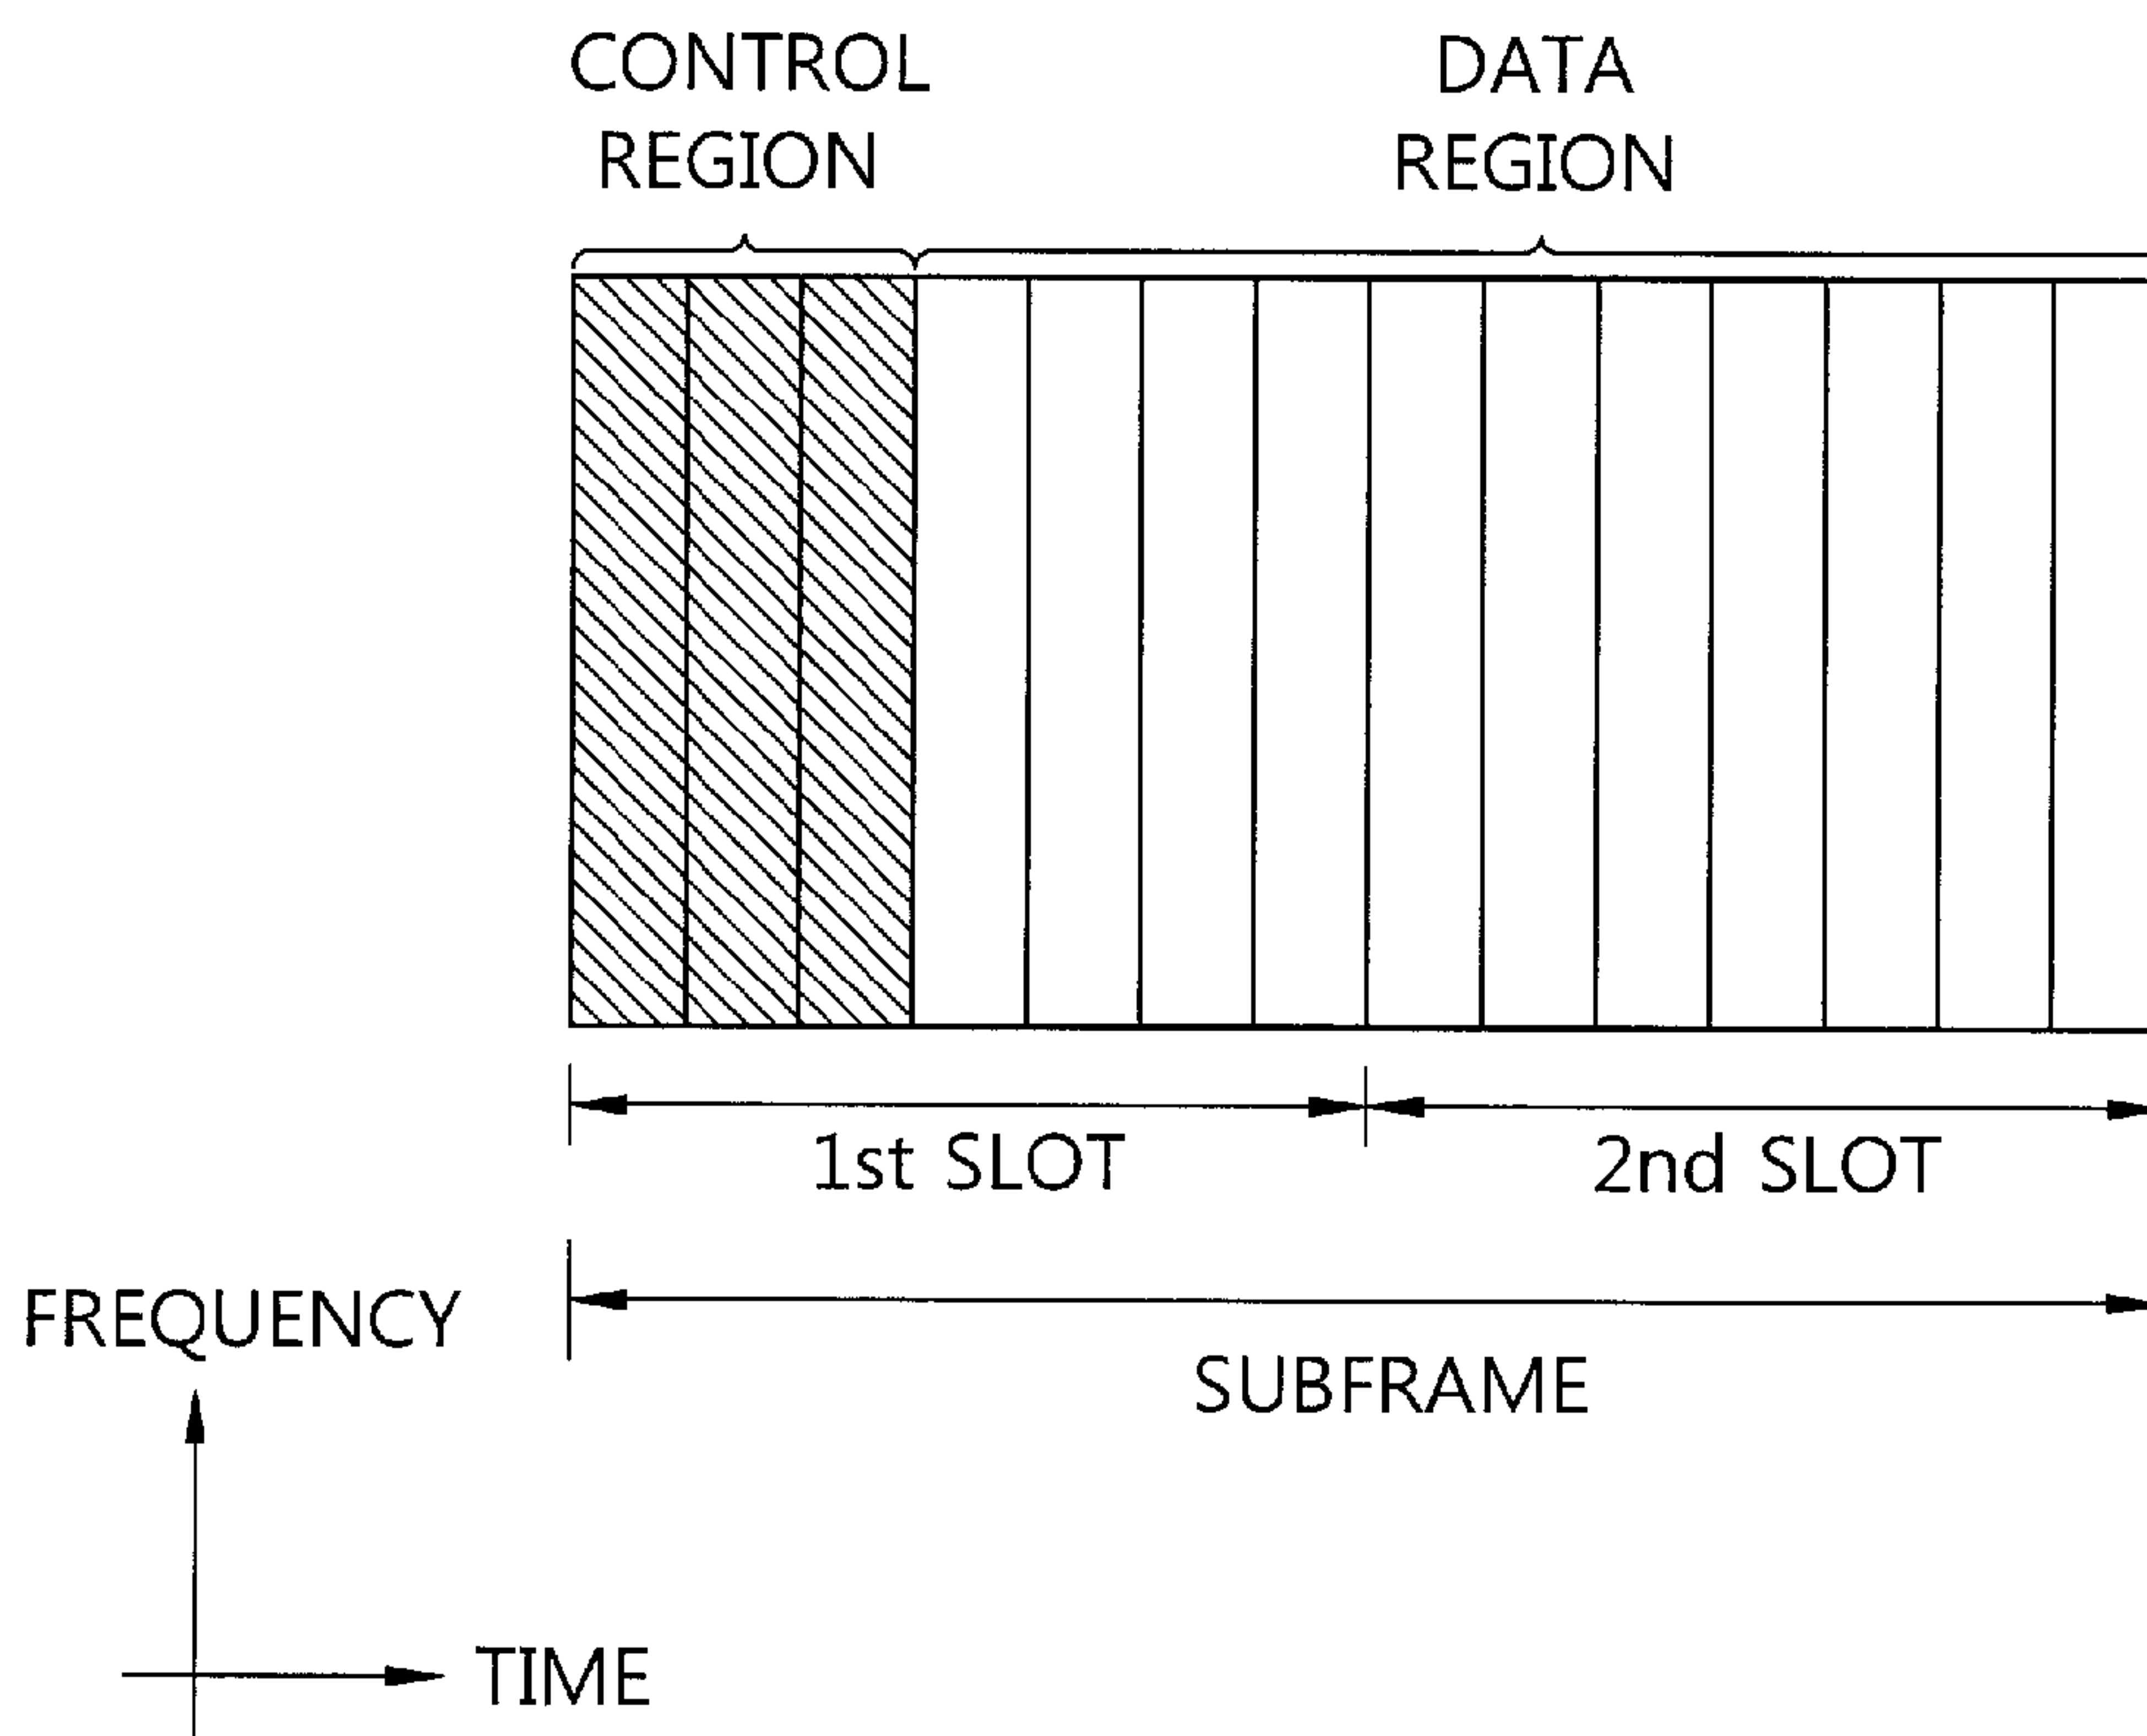 CONTROL
REGION
DATA
REGION
1st SLOT
2nd SLOT
SUBFRAME
FREQUENCY
TIME